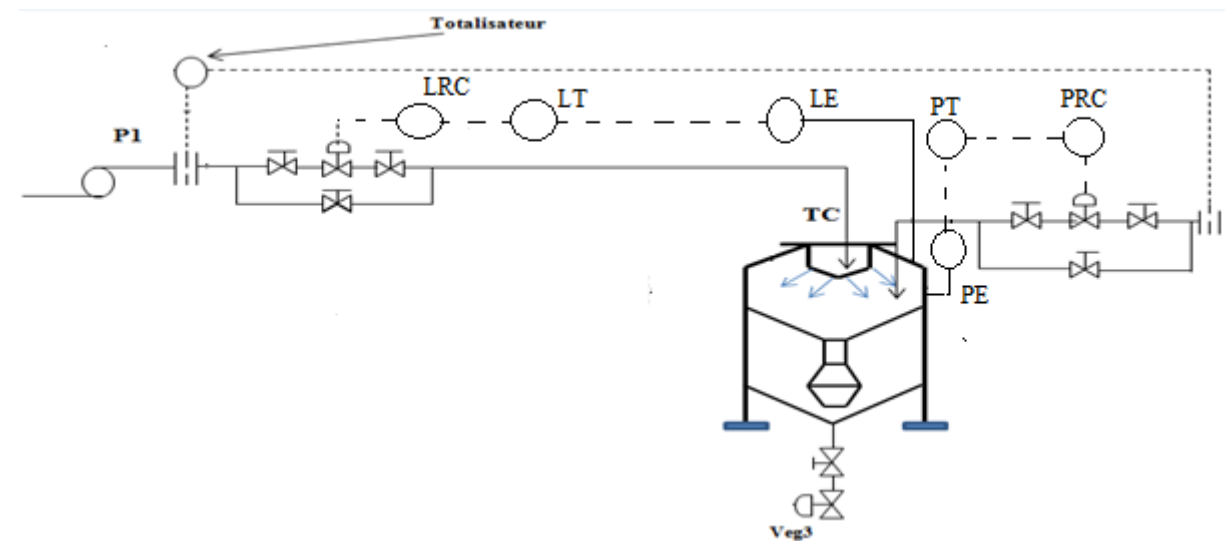 Totalisateur
LRC
LT
LE
PT
PRC
P1
TC
PE
Veg3